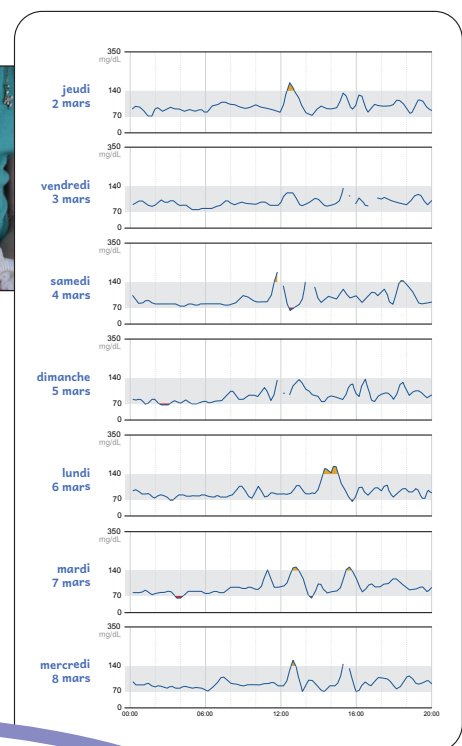 350
mg/dL
jeudi
2 mars
140
70
0
350
mg/dL
vendredi
3 mars
140
70
0
350
mg/dL
samedi
4 mars
140
70
0
350
mg/dL
dimanche
5 mars
140
70
0
350
mg/dL
lundi
6 mars
140
70
0
350
mg/dL
mardi
7 mars
140
70
0
350
mg/dL
mercredi
8 mars
140
70
0
00:00 06:00 12:00 16:00 20:00